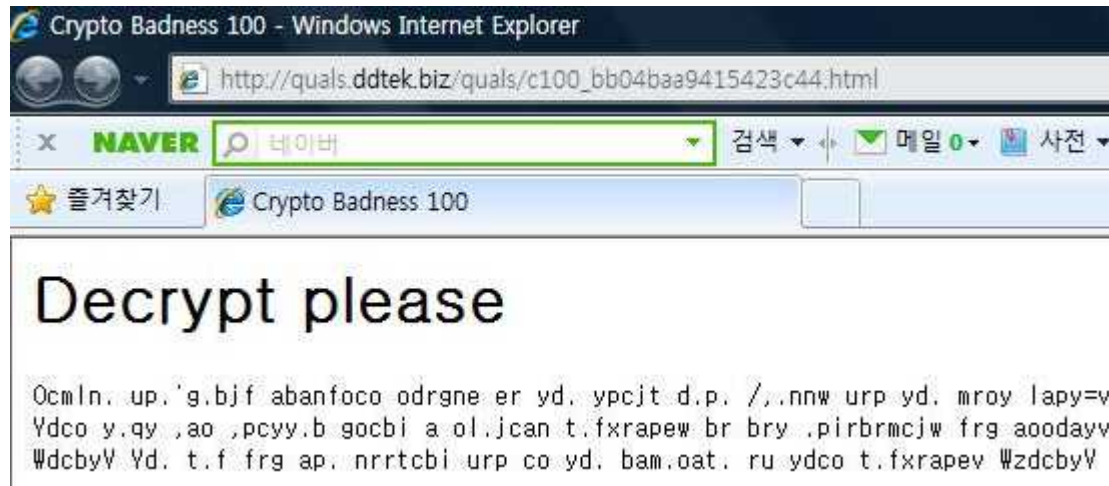 Crypto Badness 100 - Windows Internet Explorer
http://quals.ddtek.biz/quals/c100_bb04baa9415423c44.html
x NAVER 네이버 검색 메일 0 사전
즐겨찾기 Crypto Badness 100
Decrypt please
Ocmln. up.'g.bjf abanfoco odrgne er yd. ypcjt d.p. /,.nnw urp yd. mroy lapy=v
Ydco y.qy ,ao ,pcyy.b gocbi a ol.jcan t.fxrapew br bry .pirbrmcjw frg aoodayv
WdcbyV Yd. t.f frg ap. nrrtcbi urp co yd. bam.oat. ru ydco t.fxrapev WzdcbyV